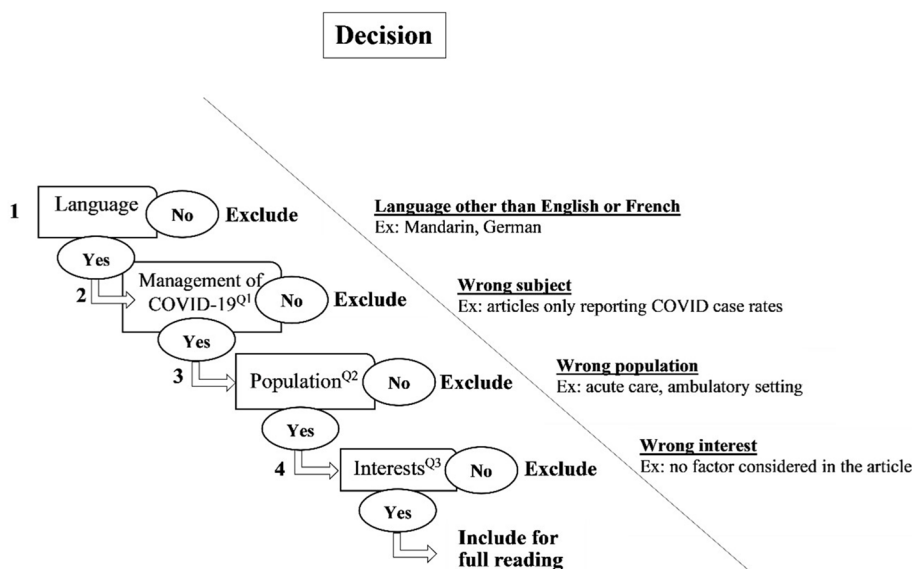 Decision
1 Language No Exclude
Language other than English or French
Ex: Mandarin, German
Yes
2 Management of
COVID-19Q1 No Exclude
Wrong subject
Ex: articles only reporting COVID case rates
Yes
3 PopulationQ2 No Exclude
Wrong population
Ex: acute care, ambulatory setting
Yes
4 InterestsQ3 No Exclude
Wrong interest
Ex: no factor considered in the article
Yes
Include for
full reading